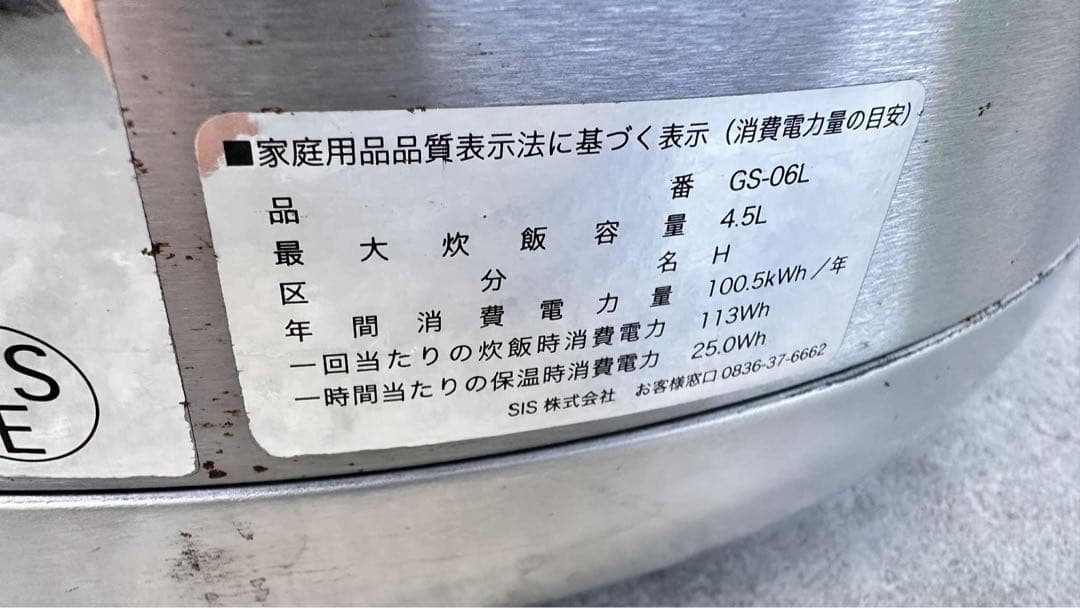 ■家庭用品品質表示法に基づく表示（消費電力量の目安）
品番 GS-06L
最大炊飯容量 4.5L
区分名 H
年間消費電力量 100.5kWh／年
一回当たりの炊飯時消費電力 113Wh
一時間当たりの保温時消費電力 25.0Wh
SIS 株式会社 お客様窓口 0836-37-6662
S
E